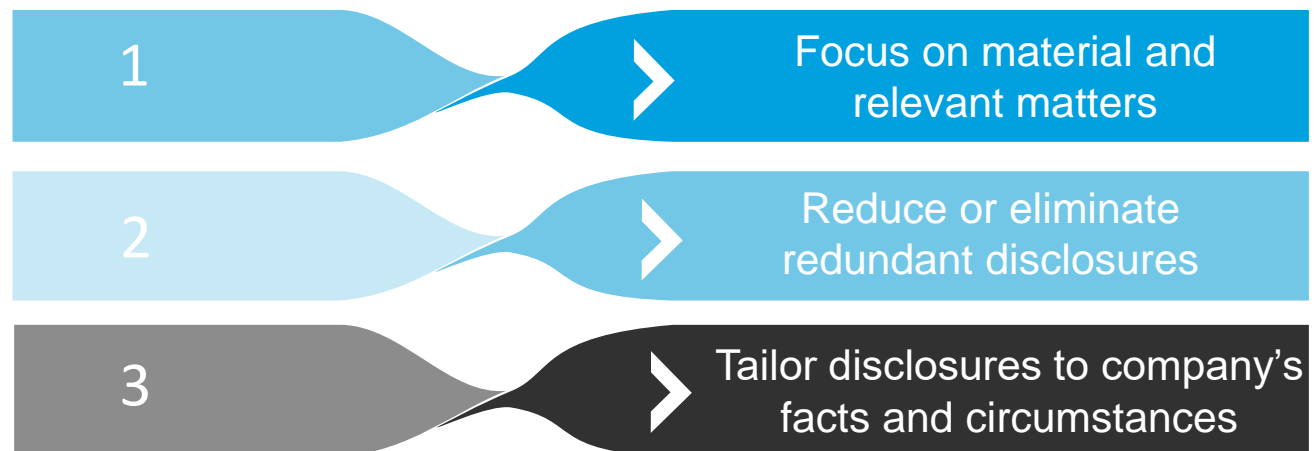 1
Focus on material and
relevant matters
2
Reduce or eliminate
redundant disclosures
3
Tailor disclosures to company’s
facts and circumstances